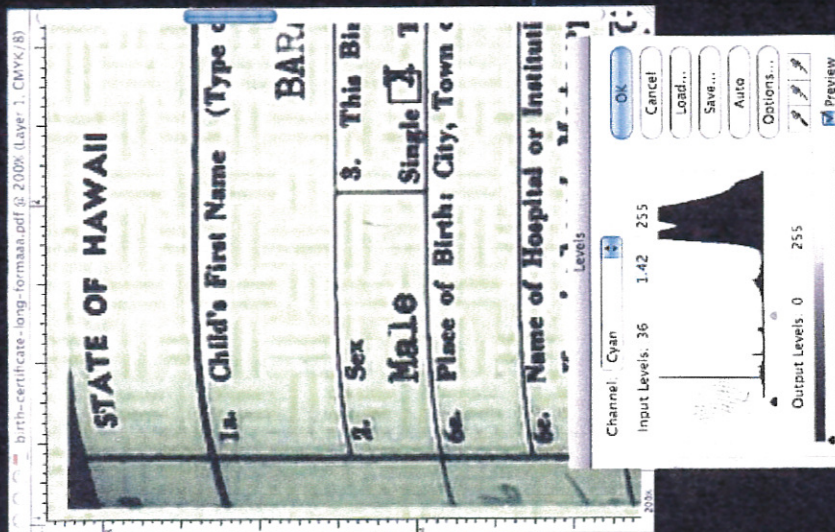 birth-certificate-long-formaaa.pdf @ 200% (Layer 1, CMYK/8)
STATE OF HAWAII
1a. Child's First Name (Type
BAR
2. Sex
Male
3. This Bir
Single X
6a. Place of Birth: City, Town
6c. Name of Hospital or Instituti
200%
Levels
Channel: Cyan
Input Levels: 36 1.42 255
Output Levels: 0 255
OK
Cancel
Load...
Save...
Auto
Options...
Preview